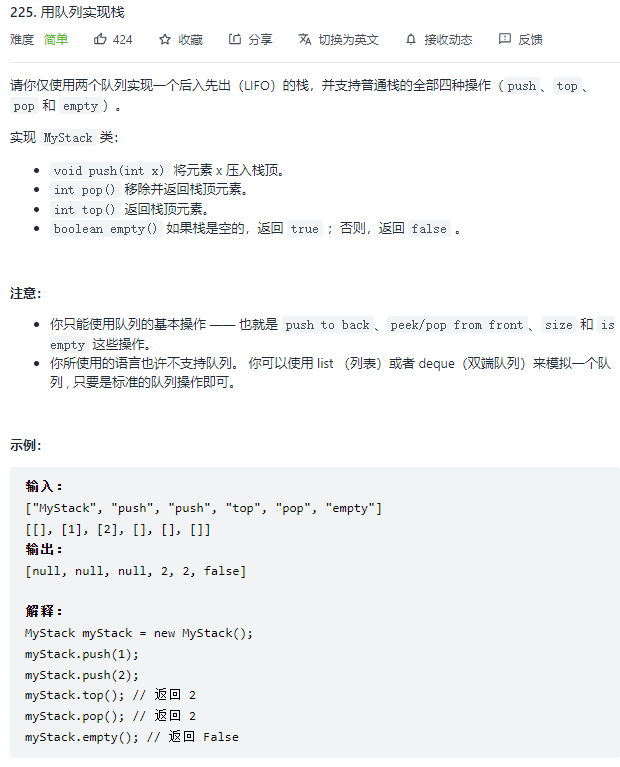 225. 用队列实现栈
难度 简单 424 收藏 分享 切换为英文 接收动态 反馈
请你仅使用两个队列实现一个后入先出（LIFO）的栈，并支持普通栈的全部四种操作（push、top、
pop 和 empty）。
实现 MyStack 类：
void push(int x) 将元素 x 压入栈顶。
int pop() 移除并返回栈顶元素。
int top() 返回栈顶元素。
boolean empty() 如果栈是空的，返回 true ；否则，返回 false 。
注意：
你只能使用队列的基本操作 —— 也就是 push to back、peek/pop from front、size 和 is
empty 这些操作。
你所使用的语言也许不支持队列。 你可以使用 list （列表）或者 deque（双端队列）来模拟一个队
列 , 只要是标准的队列操作即可。
示例：
输入：
["MyStack", "push", "push", "top", "pop", "empty"]
[[], [1], [2], [], [], []]
输出：
[null, null, null, 2, 2, false]
解释：
MyStack myStack = new MyStack();
myStack.push(1);
myStack.push(2);
myStack.top(); // 返回 2
myStack.pop(); // 返回 2
myStack.empty(); // 返回 False